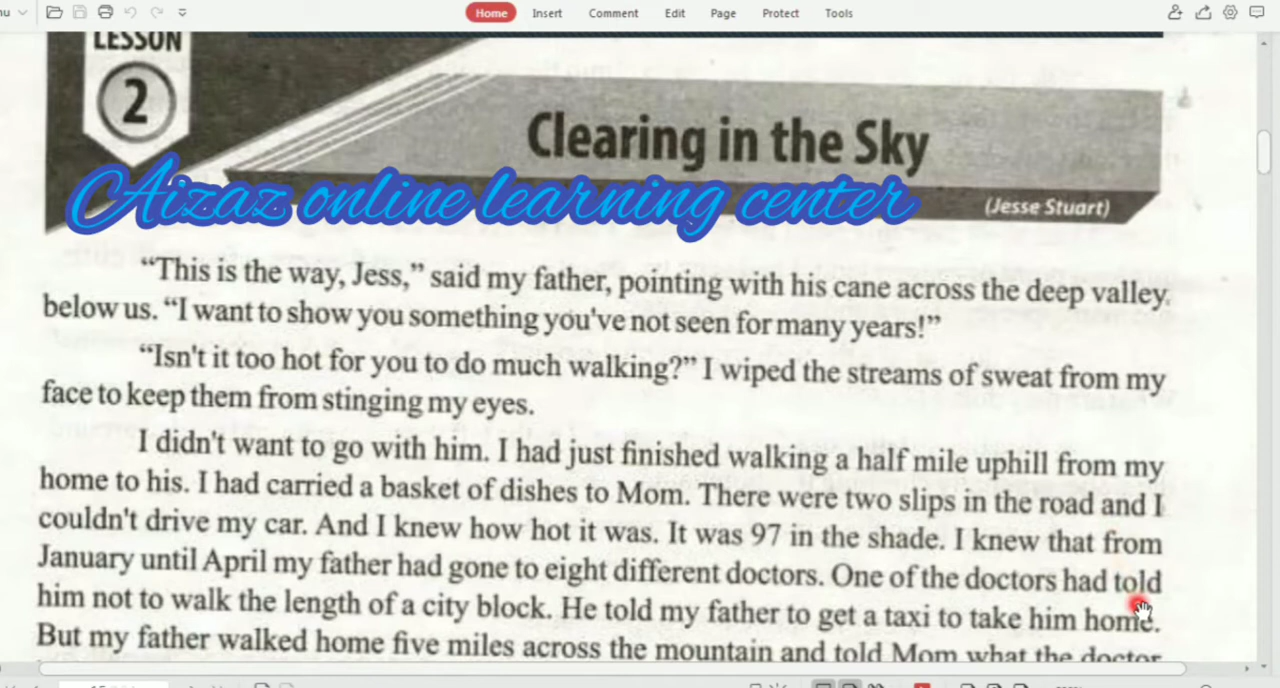 Home Insert Comment Edit Page Protect Tools
LESSON
2
Clearing in the Sky
Aizaz online learning center
(Jesse Stuart)
“This is the way, Jess,” said my father, pointing with his cane across the deep valley
below us. “I want to show you something you've not seen for many years!”
“Isn't it too hot for you to do much walking?” I wiped the streams of sweat from my
face to keep them from stinging my eyes.
I didn't want to go with him. I had just finished walking a half mile uphill from my
home to his. I had carried a basket of dishes to Mom. There were two slips in the road and I
couldn't drive my car. And I knew how hot it was. It was 97 in the shade. I knew that from
January until April my father had gone to eight different doctors. One of the doctors had told
him not to walk the length of a city block. He told my father to get a taxi to take him home.
But my father walked home five miles across the mountain and told Mom what the doctor